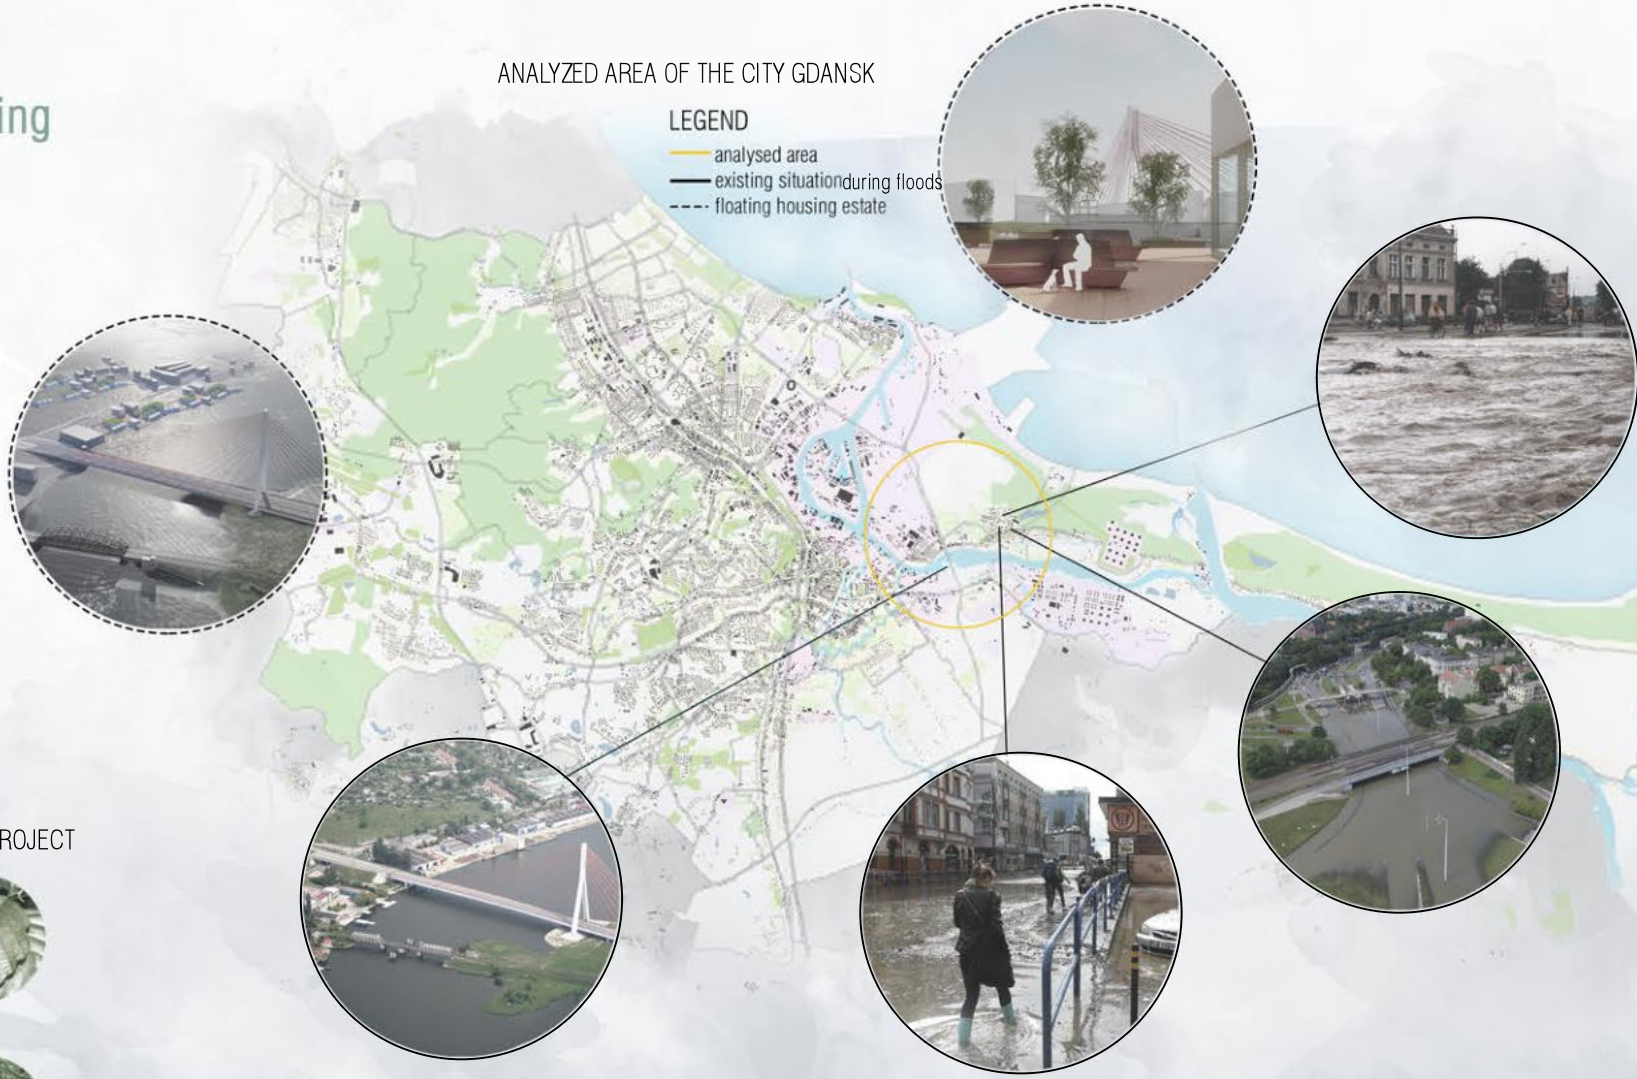 ing
ANALYZED AREA OF THE CITY GDANSK
LEGEND
analysed area
existing situationduring floods
floating housing estate
ROJECT